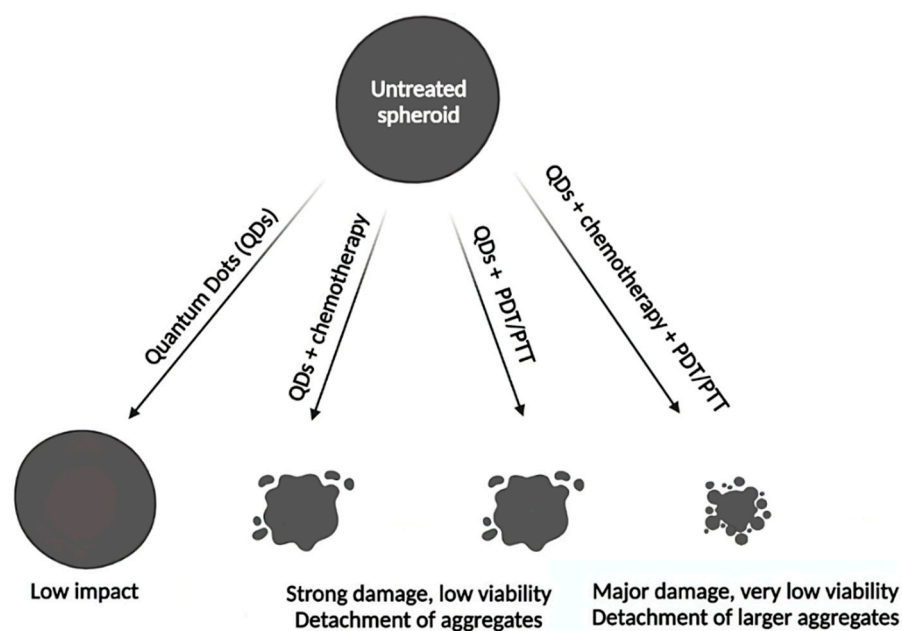 Untreated
spheroid
Quantum Dots (QDs)
QDs + chemotherapy
QDs + PDT/PTT
QDs + chemotherapy + PDT/PTT
Low impact
Strong damage, low viability
Detachment of aggregates
Major damage, very low viability
Detachment of larger aggregates